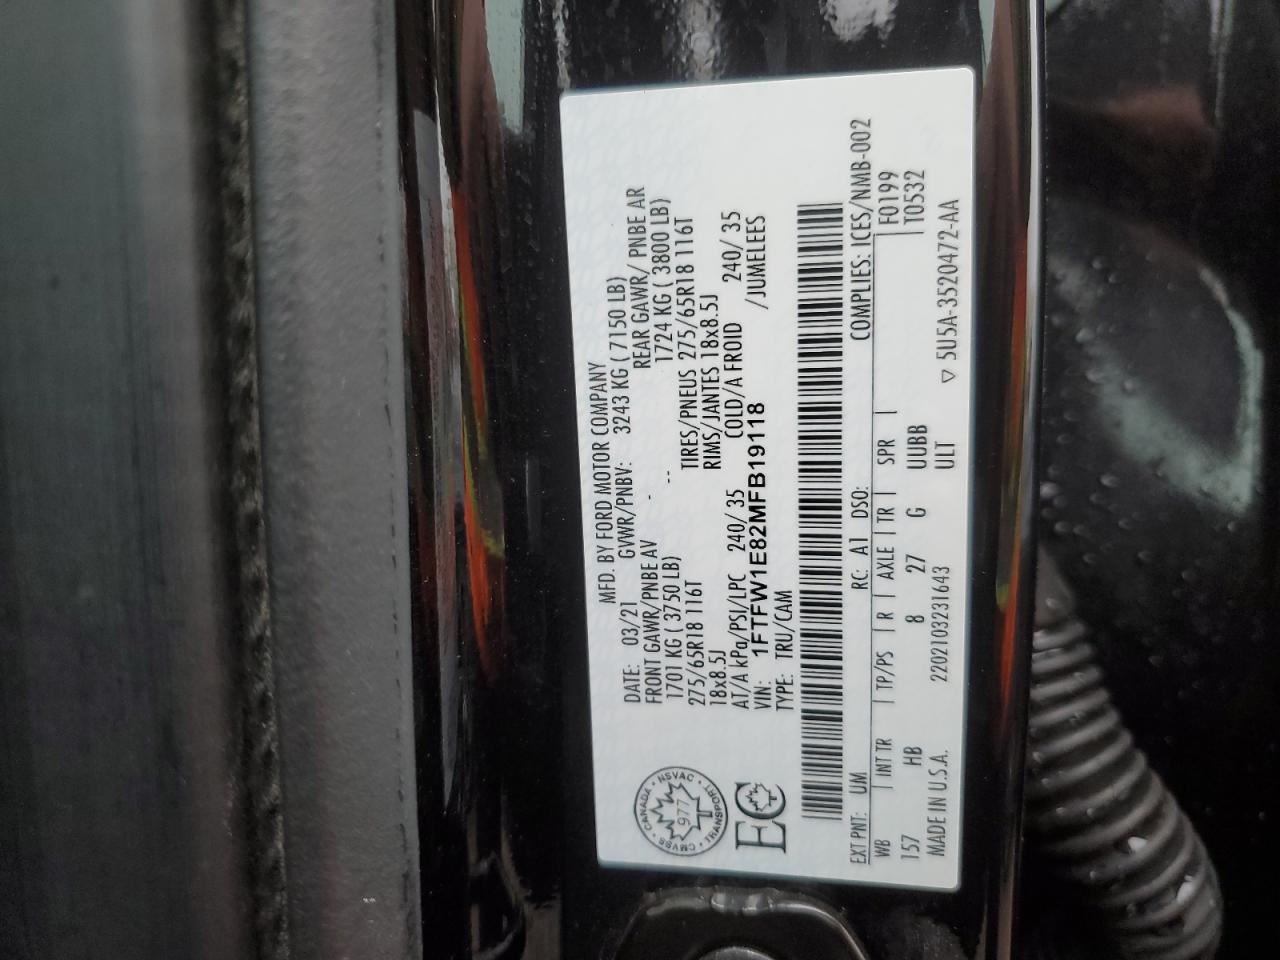 MFD. BY FORD MOTOR COMPANY
DATE: 03/21 GVWR/PNBV: 3243 KG ( 7150 LB)
FRONT GAWR/PNBE AV - REAR GAWR/ PNBE AR
1701 KG ( 3750 LB) -- 1724 KG ( 3800 LB)
275/65R18 116T TIRES/PNEUS 275/65R18 116T
18x8.5J RIMS/JANTES 18x8.5J
AT/A kPa/PSI/LPC 240/ 35 COLD/A FROID 240/ 35
VIN: 1FTFW1E82MFB19118 /JUMELEES
TYPE: TRU/CAM
CANADA • NSVAC • TRANSPORT • CMVSS •
977
T
EC
EXT PNT: UM RC: A1 DSO: COMPLIES: ICES/NMB-002
WB INT TR TP/PS R AXLE TR SPR F0199
157 HB 8 27 G UUBB T0532
MADE IN U.S.A. 2202103231643 ULT ▽ 5U5A-3520472-AA